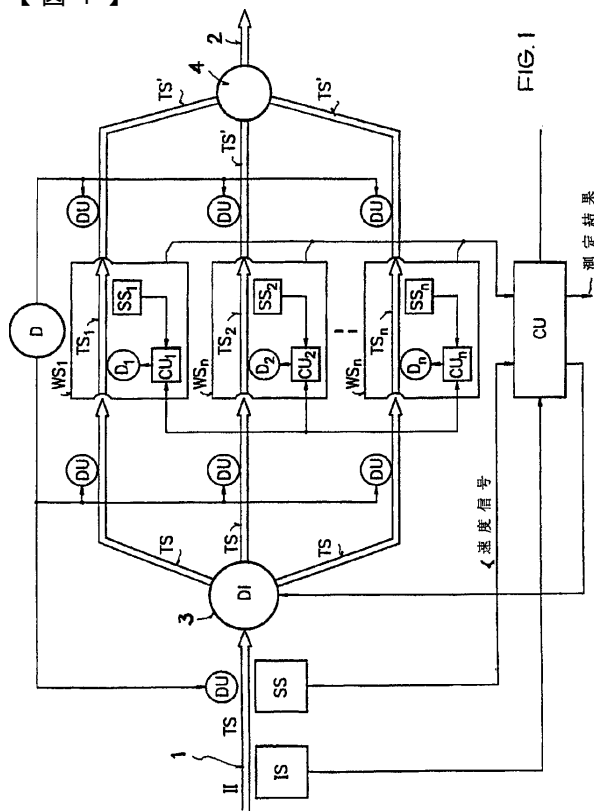 【図1】
FIG.1
D
DU
DU
DU
DU
DU
DU
DU
TS'
TS'
TS'
4
2
WS₁
TS₁
SS₁
D₁
CU₁
WSₙ
TS₂
SS₂
D₂
CU₂
WSₙ
TSₙ
SSₙ
Dₙ
CUₙ
TS
TS
TS
3
DI
TS
1
II
SS
IS
CU
速度信号
測定結果